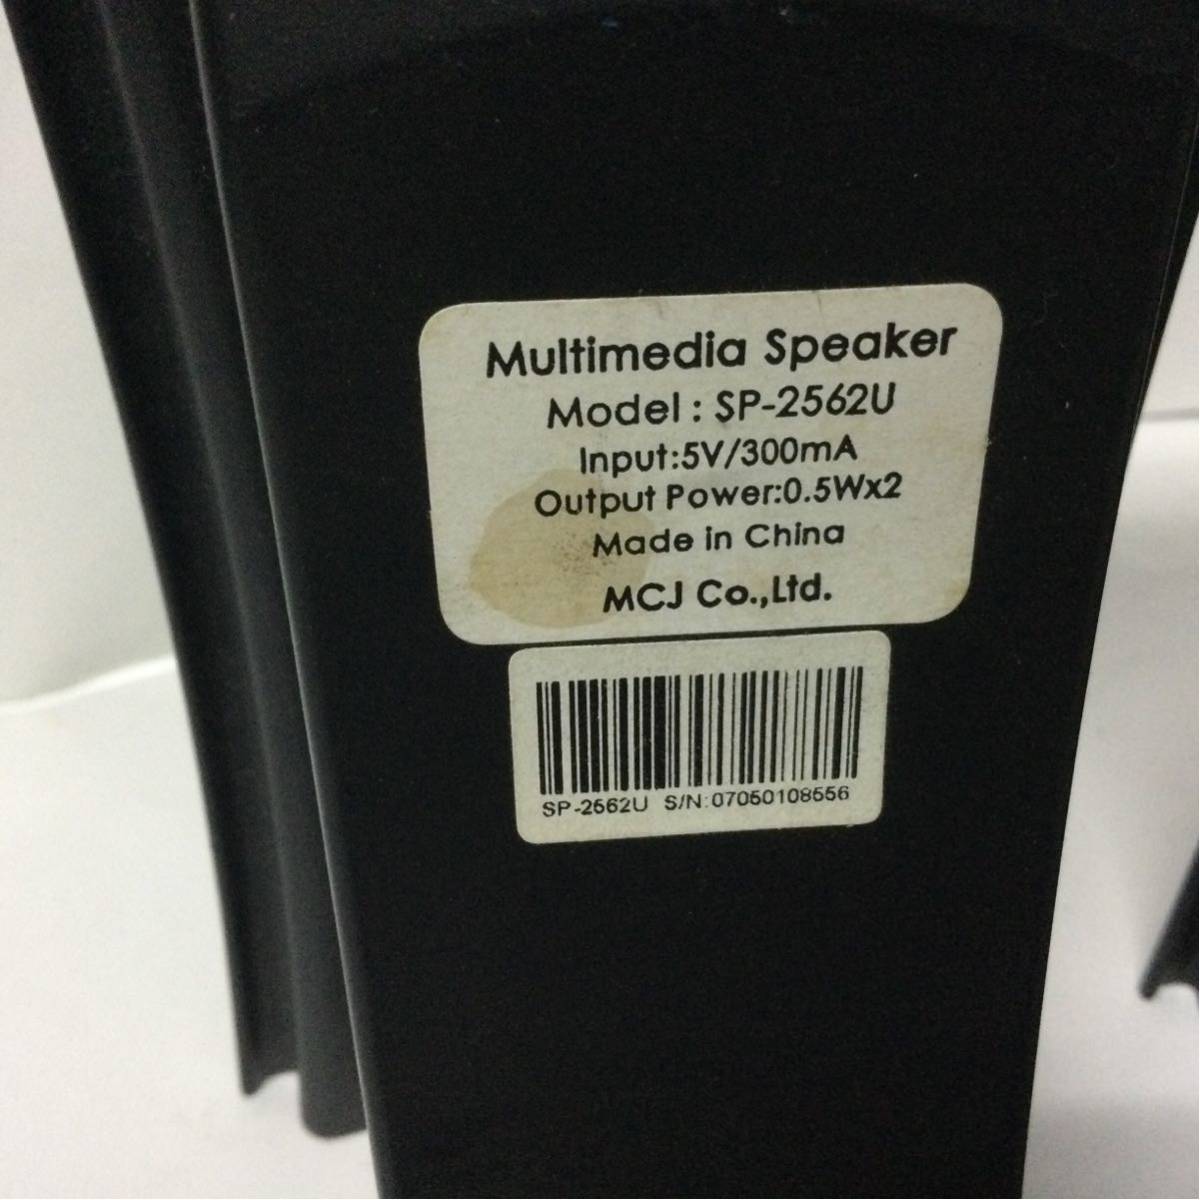 Multimedia Speaker
Model : SP-2562U
Input:5V/300mA
Output Power:0.5Wx2
Made in China
MCJ Co.,Ltd.
SP-2562U S/N:07050108556